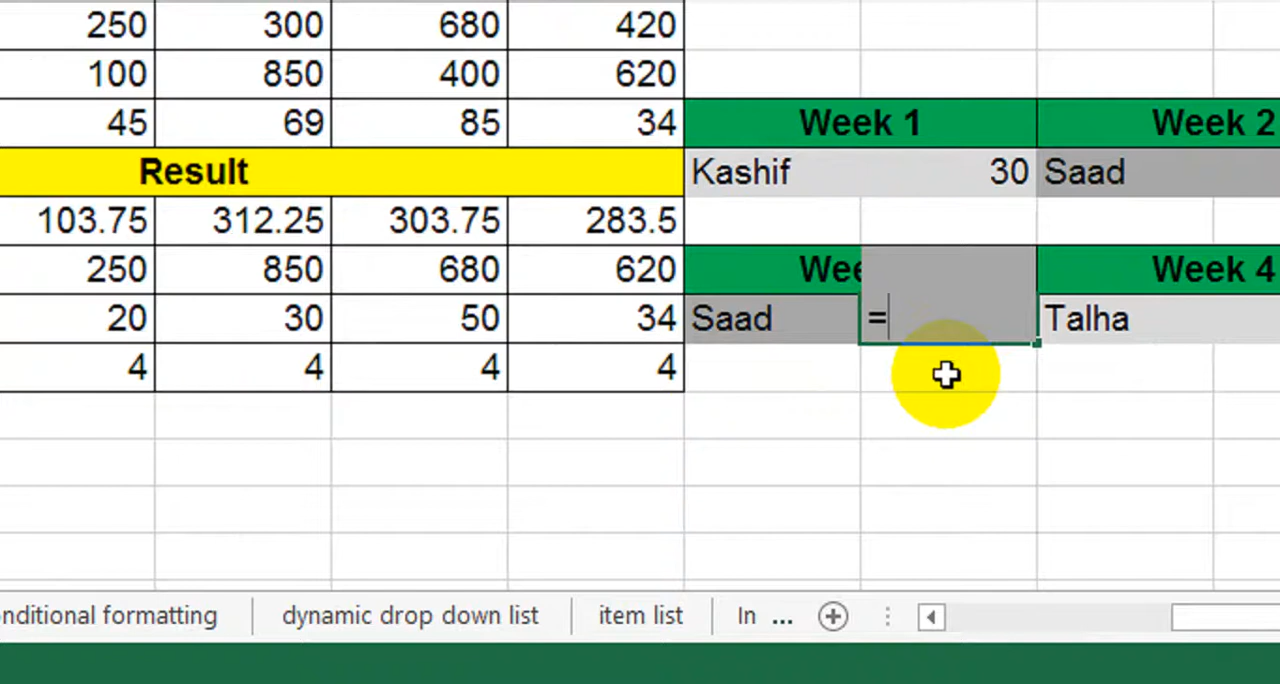 250 300 680 420
100 850 400 620
45 69 85 34 Week 1 Week 2
Result Kashif 30 Saad
103.75 312.25 303.75 283.5
250 850 680 620 Week 4
20 30 50 34 Saad = Talha
4 4 4 4
nditional formatting dynamic drop down list item list In ...